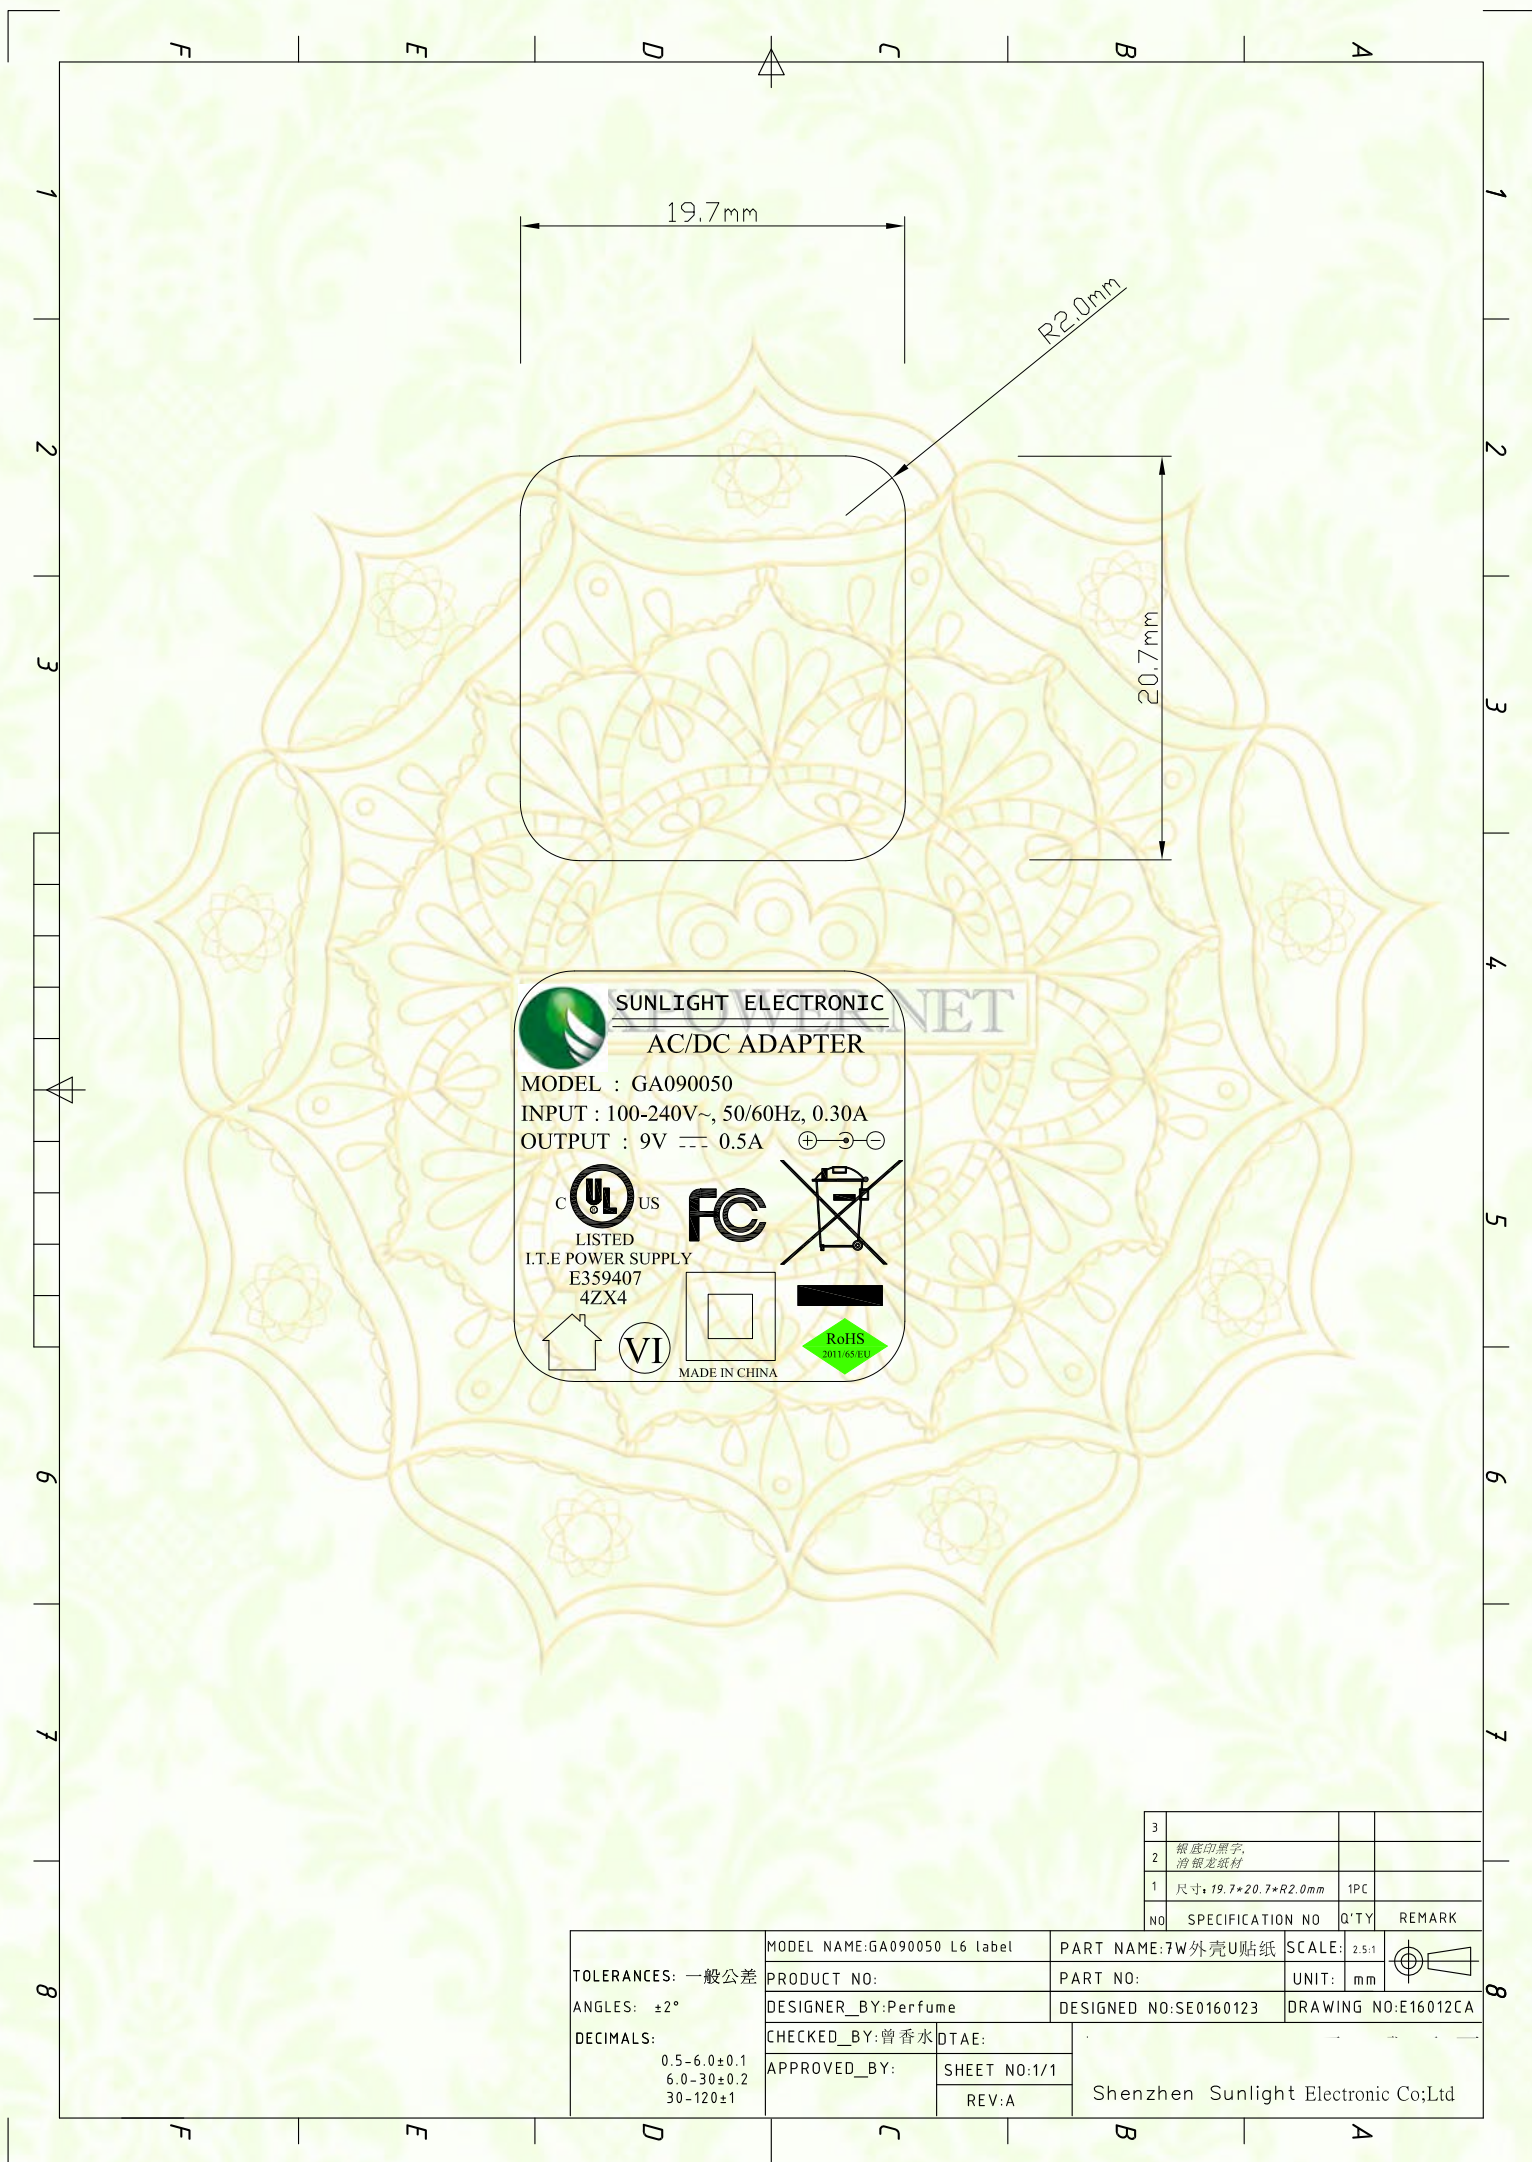 F E D C B A
1 1
19.7mm
R2.0mm
2 2
20.7mm
3 3
XPOWER.NET
4
SUNLIGHT ELECTRONIC
AC/DC ADAPTER
MODEL : GA090050
INPUT : 100-240V~, 50/60Hz, 0.30A
OUTPUT : 9V 0.5A
+ -
C UL US
LISTED
I.T.E POWER SUPPLY
E359407
4ZX4
FC
VI
MADE IN CHINA
RoHS
2011/65/EU
5
6 6
7 7
3
2 银底印黑字,
消银龙纸材
1 尺寸:19.7*20.7*R2.0mm 1PC
NO SPECIFICATION NO Q'TY REMARK
TOLERANCES: 一般公差
ANGLES: ±2°
DECIMALS:
0.5-6.0±0.1
6.0-30±0.2
30-120±1
MODEL NAME:GA090050 L6 label
PART NAME:7W外壳U贴纸
SCALE: 2.5:1
PRODUCT NO:
PART NO:
UNIT: mm
DESIGNER_BY:Perfume
DESIGNED NO:SE0160123
DRAWING NO:E16012CA
CHECKED_BY:曾香水
DTAE:
APPROVED_BY:
SHEET NO:1/1
REV:A
Shenzhen Sunlight Electronic Co;Ltd
8 8
F E D C B A